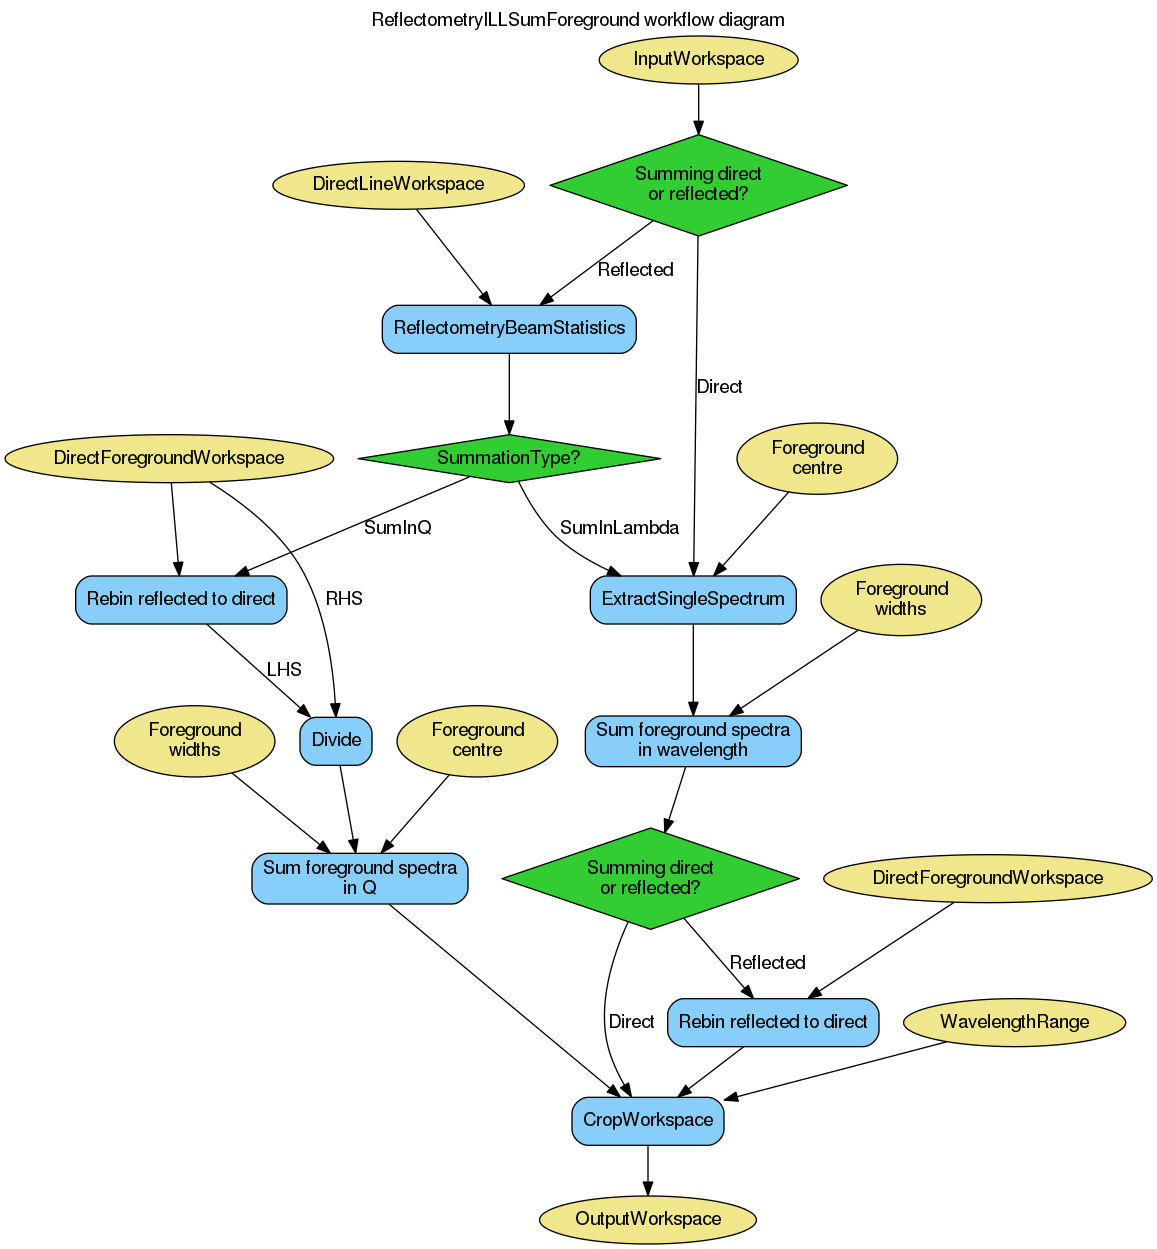 ReflectometryILLSumForeground workflow diagram
InputWorkspace
Summing direct
or reflected?
DirectLineWorkspace
Reflected
ReflectometryBeamStatistics
Direct
DirectForegroundWorkspace
SummationType?
Foreground
centre
SumInQ
SumInLambda
Rebin reflected to direct
RHS
ExtractSingleSpectrum
Foreground
widths
LHS
Foreground
widths
Divide
Foreground
centre
Sum foreground spectra
in wavelength
Sum foreground spectra
in Q
Summing direct
or reflected?
DirectForegroundWorkspace
Reflected
Direct
Rebin reflected to direct
WavelengthRange
CropWorkspace
OutputWorkspace